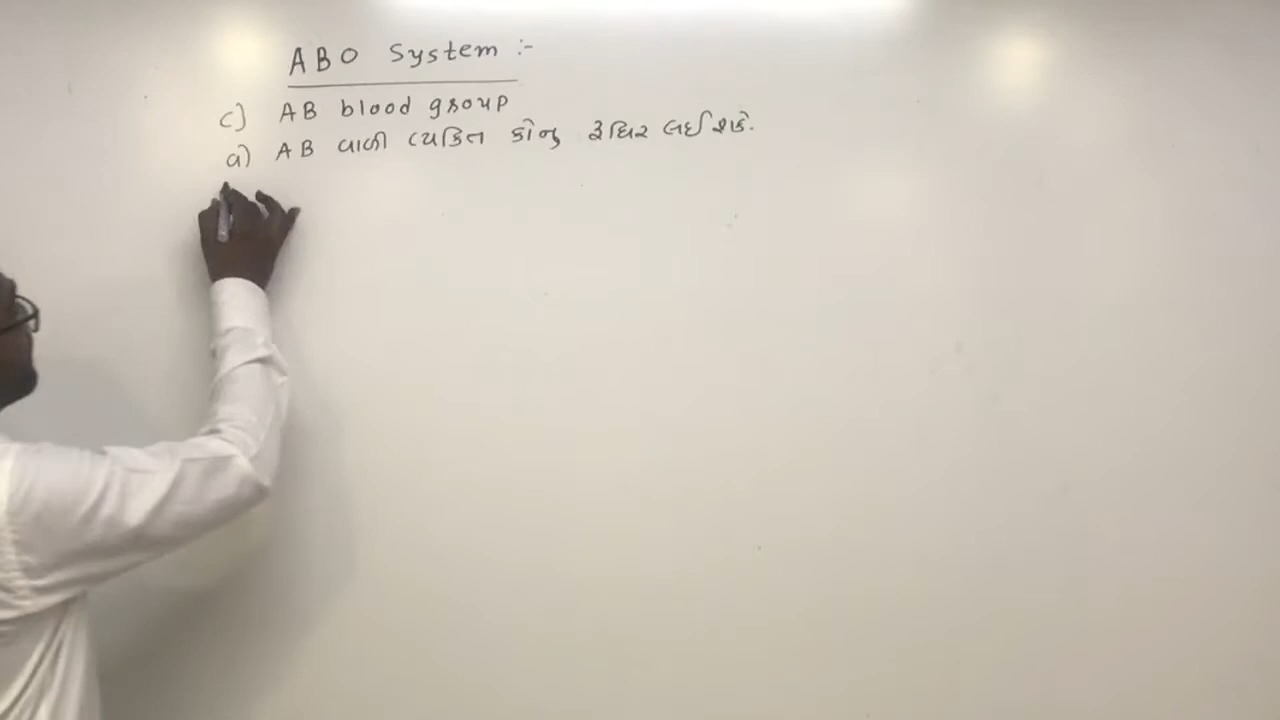 ABO System :-
c) AB blood group
a) AB વાળી વ્યકિત કોનુ રૂધિર લઈ શકે.